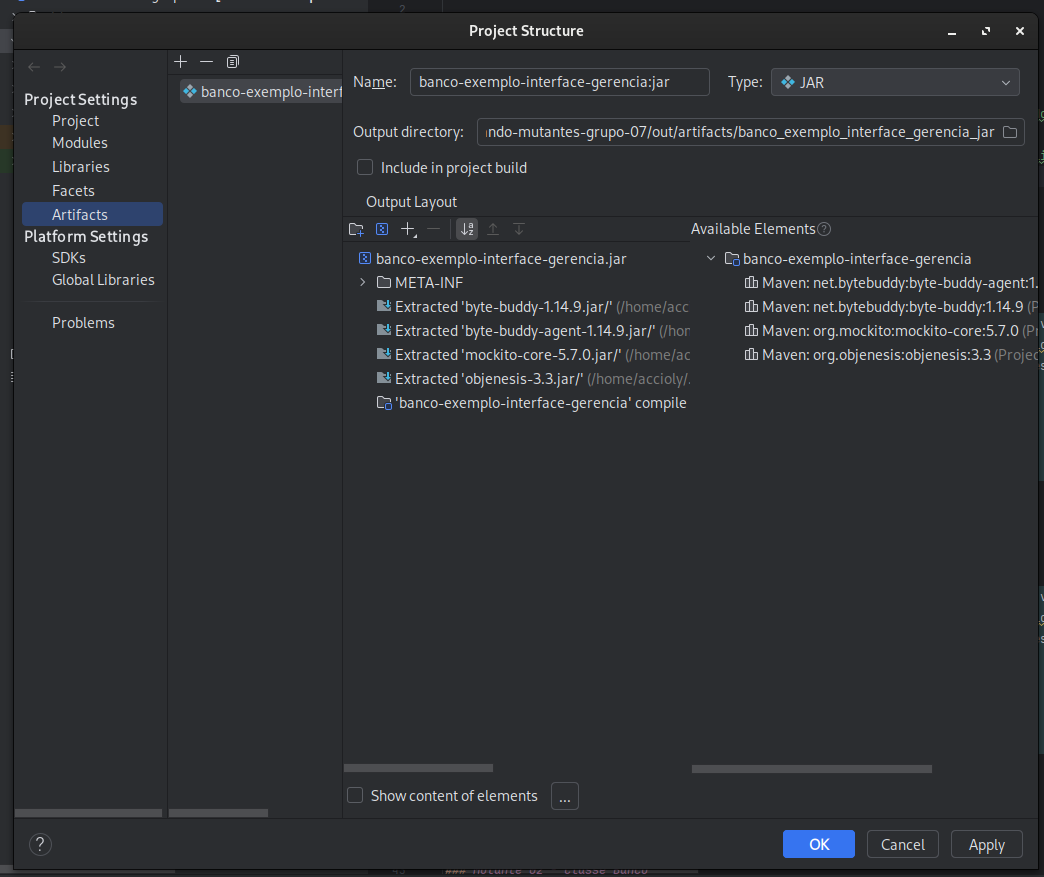 Project Structure
Project Settings
Project
Modules
Libraries
Facets
Artifacts
Platform Settings
SDKs
Global Libraries
Problems
banco-exemplo-interf
Name: banco-exemplo-interface-gerencia:jar Type: JAR
Output directory: ando-mutantes-grupo-07/out/artifacts/banco_exemplo_interface_gerencia_jar
Include in project build
Output Layout
banco-exemplo-interface-gerencia.jar
META-INF
Extracted 'byte-buddy-1.14.9.jar/' (/home/acc
Extracted 'byte-buddy-agent-1.14.9.jar/' (/hor
Extracted 'mockito-core-5.7.0.jar/' (/home/ac
Extracted 'objenesis-3.3.jar/' (/home/accioly/.
'banco-exemplo-interface-gerencia' compile
Available Elements ?
banco-exemplo-interface-gerencia
Maven: net.bytebuddy:byte-buddy-agent:1.
Maven: net.bytebuddy:byte-buddy:1.14.9 (P
Maven: org.mockito:mockito-core:5.7.0 (Pr
Maven: org.objenesis:objenesis:3.3 (Projec
Show content of elements ...
? OK Cancel Apply